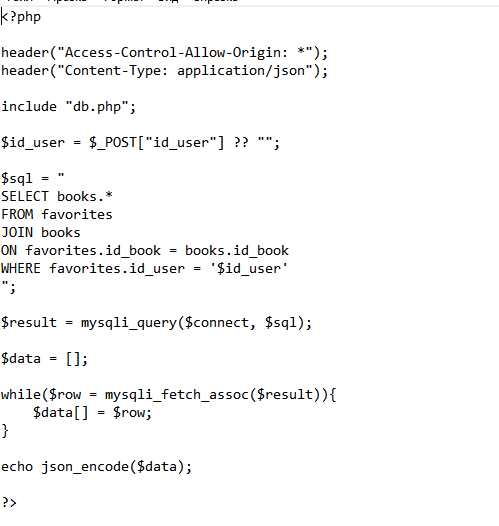 <?php
header("Access-Control-Allow-Origin: *");
header("Content-Type: application/json");
include "db.php";
$id_user = $_POST["id_user"] ?? "";
$sql = "
SELECT books.*
FROM favorites
JOIN books
ON favorites.id_book = books.id_book
WHERE favorites.id_user = '$id_user'
";
$result = mysqli_query($connect, $sql);
$data = [];
while($row = mysqli_fetch_assoc($result)){
    $data[] = $row;
}
echo json_encode($data);
?>